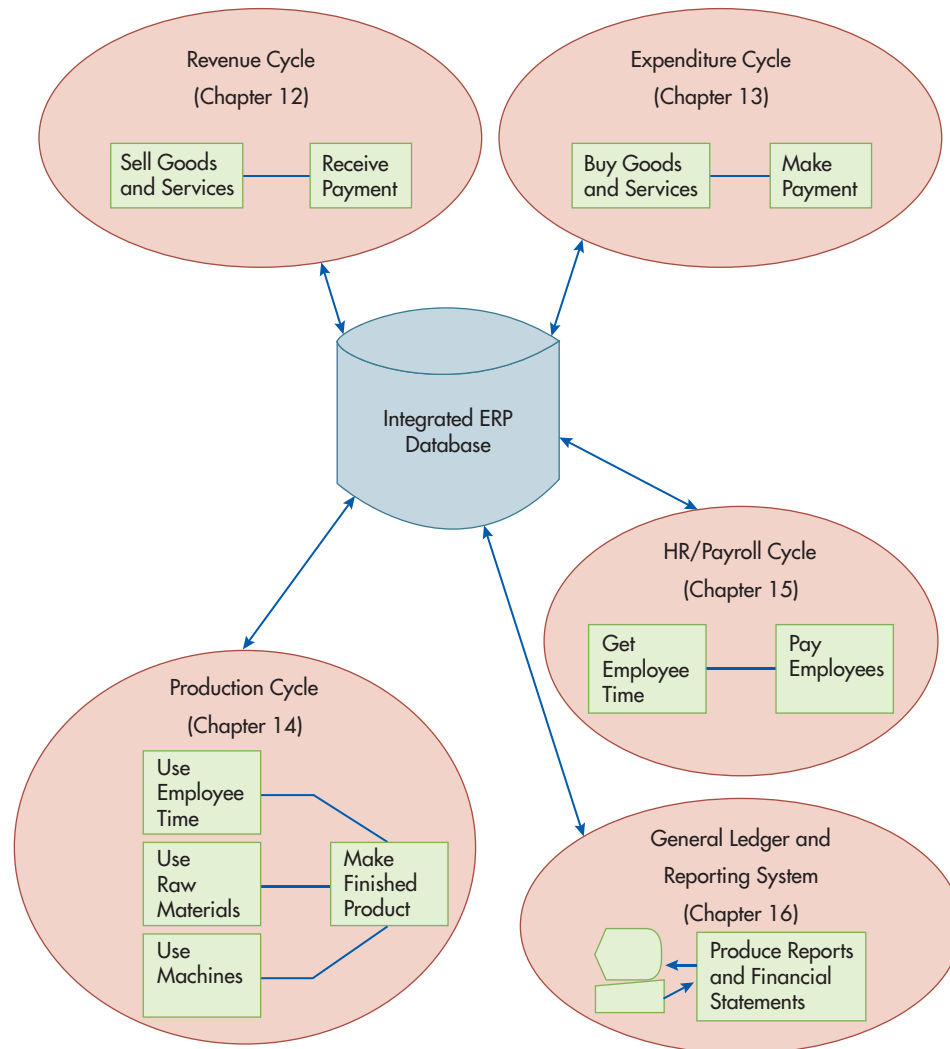 Revenue Cycle
(Chapter 12)
Sell Goods
and Services
Receive
Payment
Expenditure Cycle
(Chapter 13)
Buy Goods
and Services
Make
Payment
Integrated ERP
Database
HR/Payroll Cycle
(Chapter 15)
Get
Employee
Time
Pay
Employees
Production Cycle
(Chapter 14)
Use
Employee
Time
Use
Raw
Materials
Use
Machines
Make
Finished
Product
General Ledger and
Reporting System
(Chapter 16)
Produce Reports
and Financial
Statements